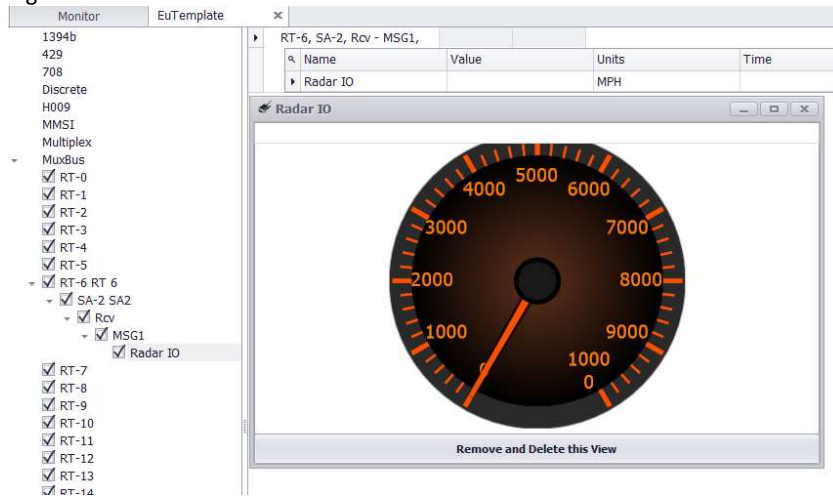 Monitor
EuTemplate
1394b
429
708
Discrete
H009
MMSI
Multiplex
MuxBus
RT-0
RT-1
RT-2
RT-3
RT-4
RT-5
RT-6 RT 6
SA-2 SA2
Rcv
MSG1
Radar IO
RT-7
RT-8
RT-9
RT-10
RT-11
RT-12
RT-13
RT-14
RT-6, SA-2, Rcv - MSG1,
Name Value Units Time
Radar IO MPH
Radar IO
0
1000
2000
3000
4000
5000
6000
7000
8000
9000
1000
0
Remove and Delete this View